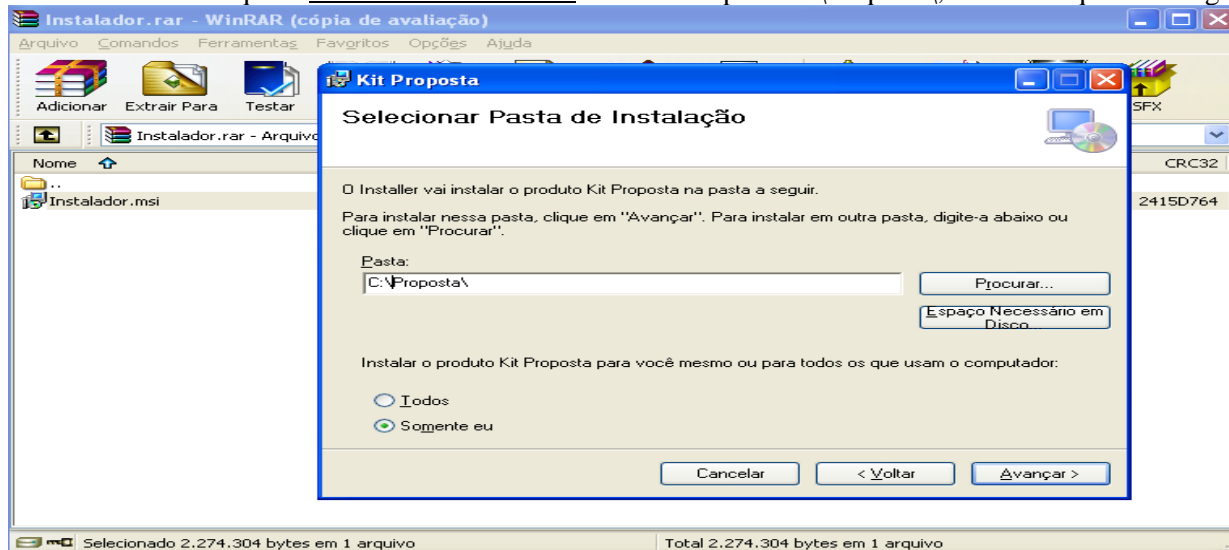 Instalador.rar - WinRAR (cópia de avaliação)
Arquivo Comandos Ferramentas Favoritos Opções Ajuda
Adicionar Extrair Para Testar SFX
Instalador.rar - Arquivo
Nome CRC32
..
Instalador.msi 2415D764
Kit Proposta
Selecionar Pasta de Instalação
O Installer vai instalar o produto Kit Proposta na pasta a seguir.
Para instalar nessa pasta, clique em "Avançar". Para instalar em outra pasta, digite-a abaixo ou
clique em "Procurar".
Pasta:
C:\Proposta\
Procurar...
Espaço Necessário em
Disco...
Instalar o produto Kit Proposta para você mesmo ou para todos os que usam o computador:
Todos
Somente eu
Cancelar < Voltar Avançar >
Selecionado 2.274.304 bytes em 1 arquivo Total 2.274.304 bytes em 1 arquivo